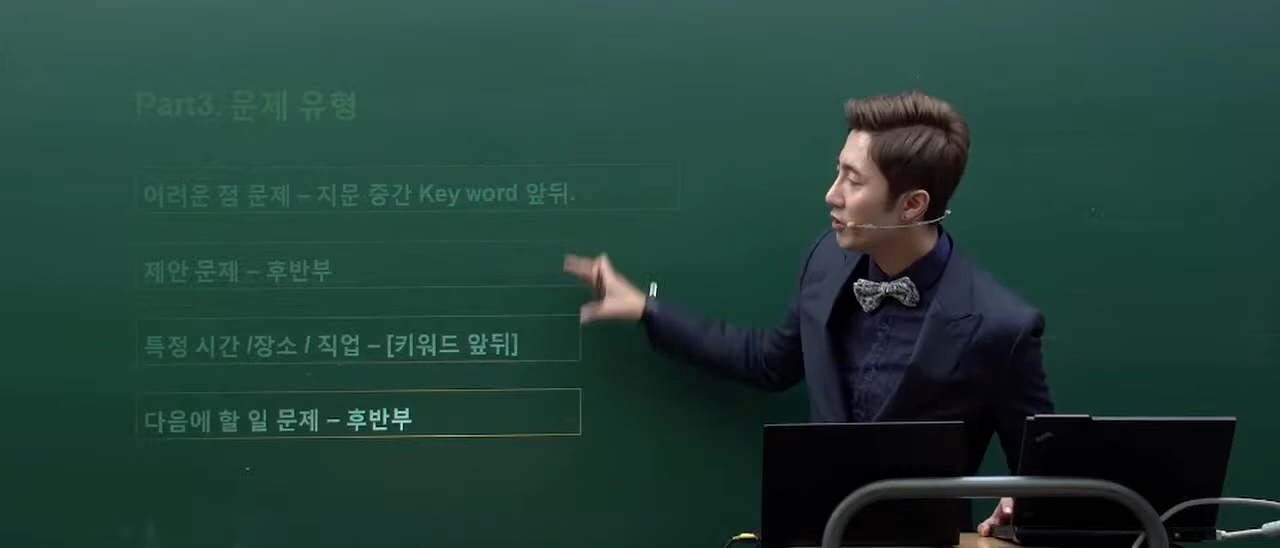 Part3. 문제 유형
어려운 점 문제 – 지문 중간 Key word 앞뒤.
제안 문제 – 후반부
특정 시간 /장소 / 직업 – [키워드 앞뒤]
다음에 할 일 문제 – 후반부